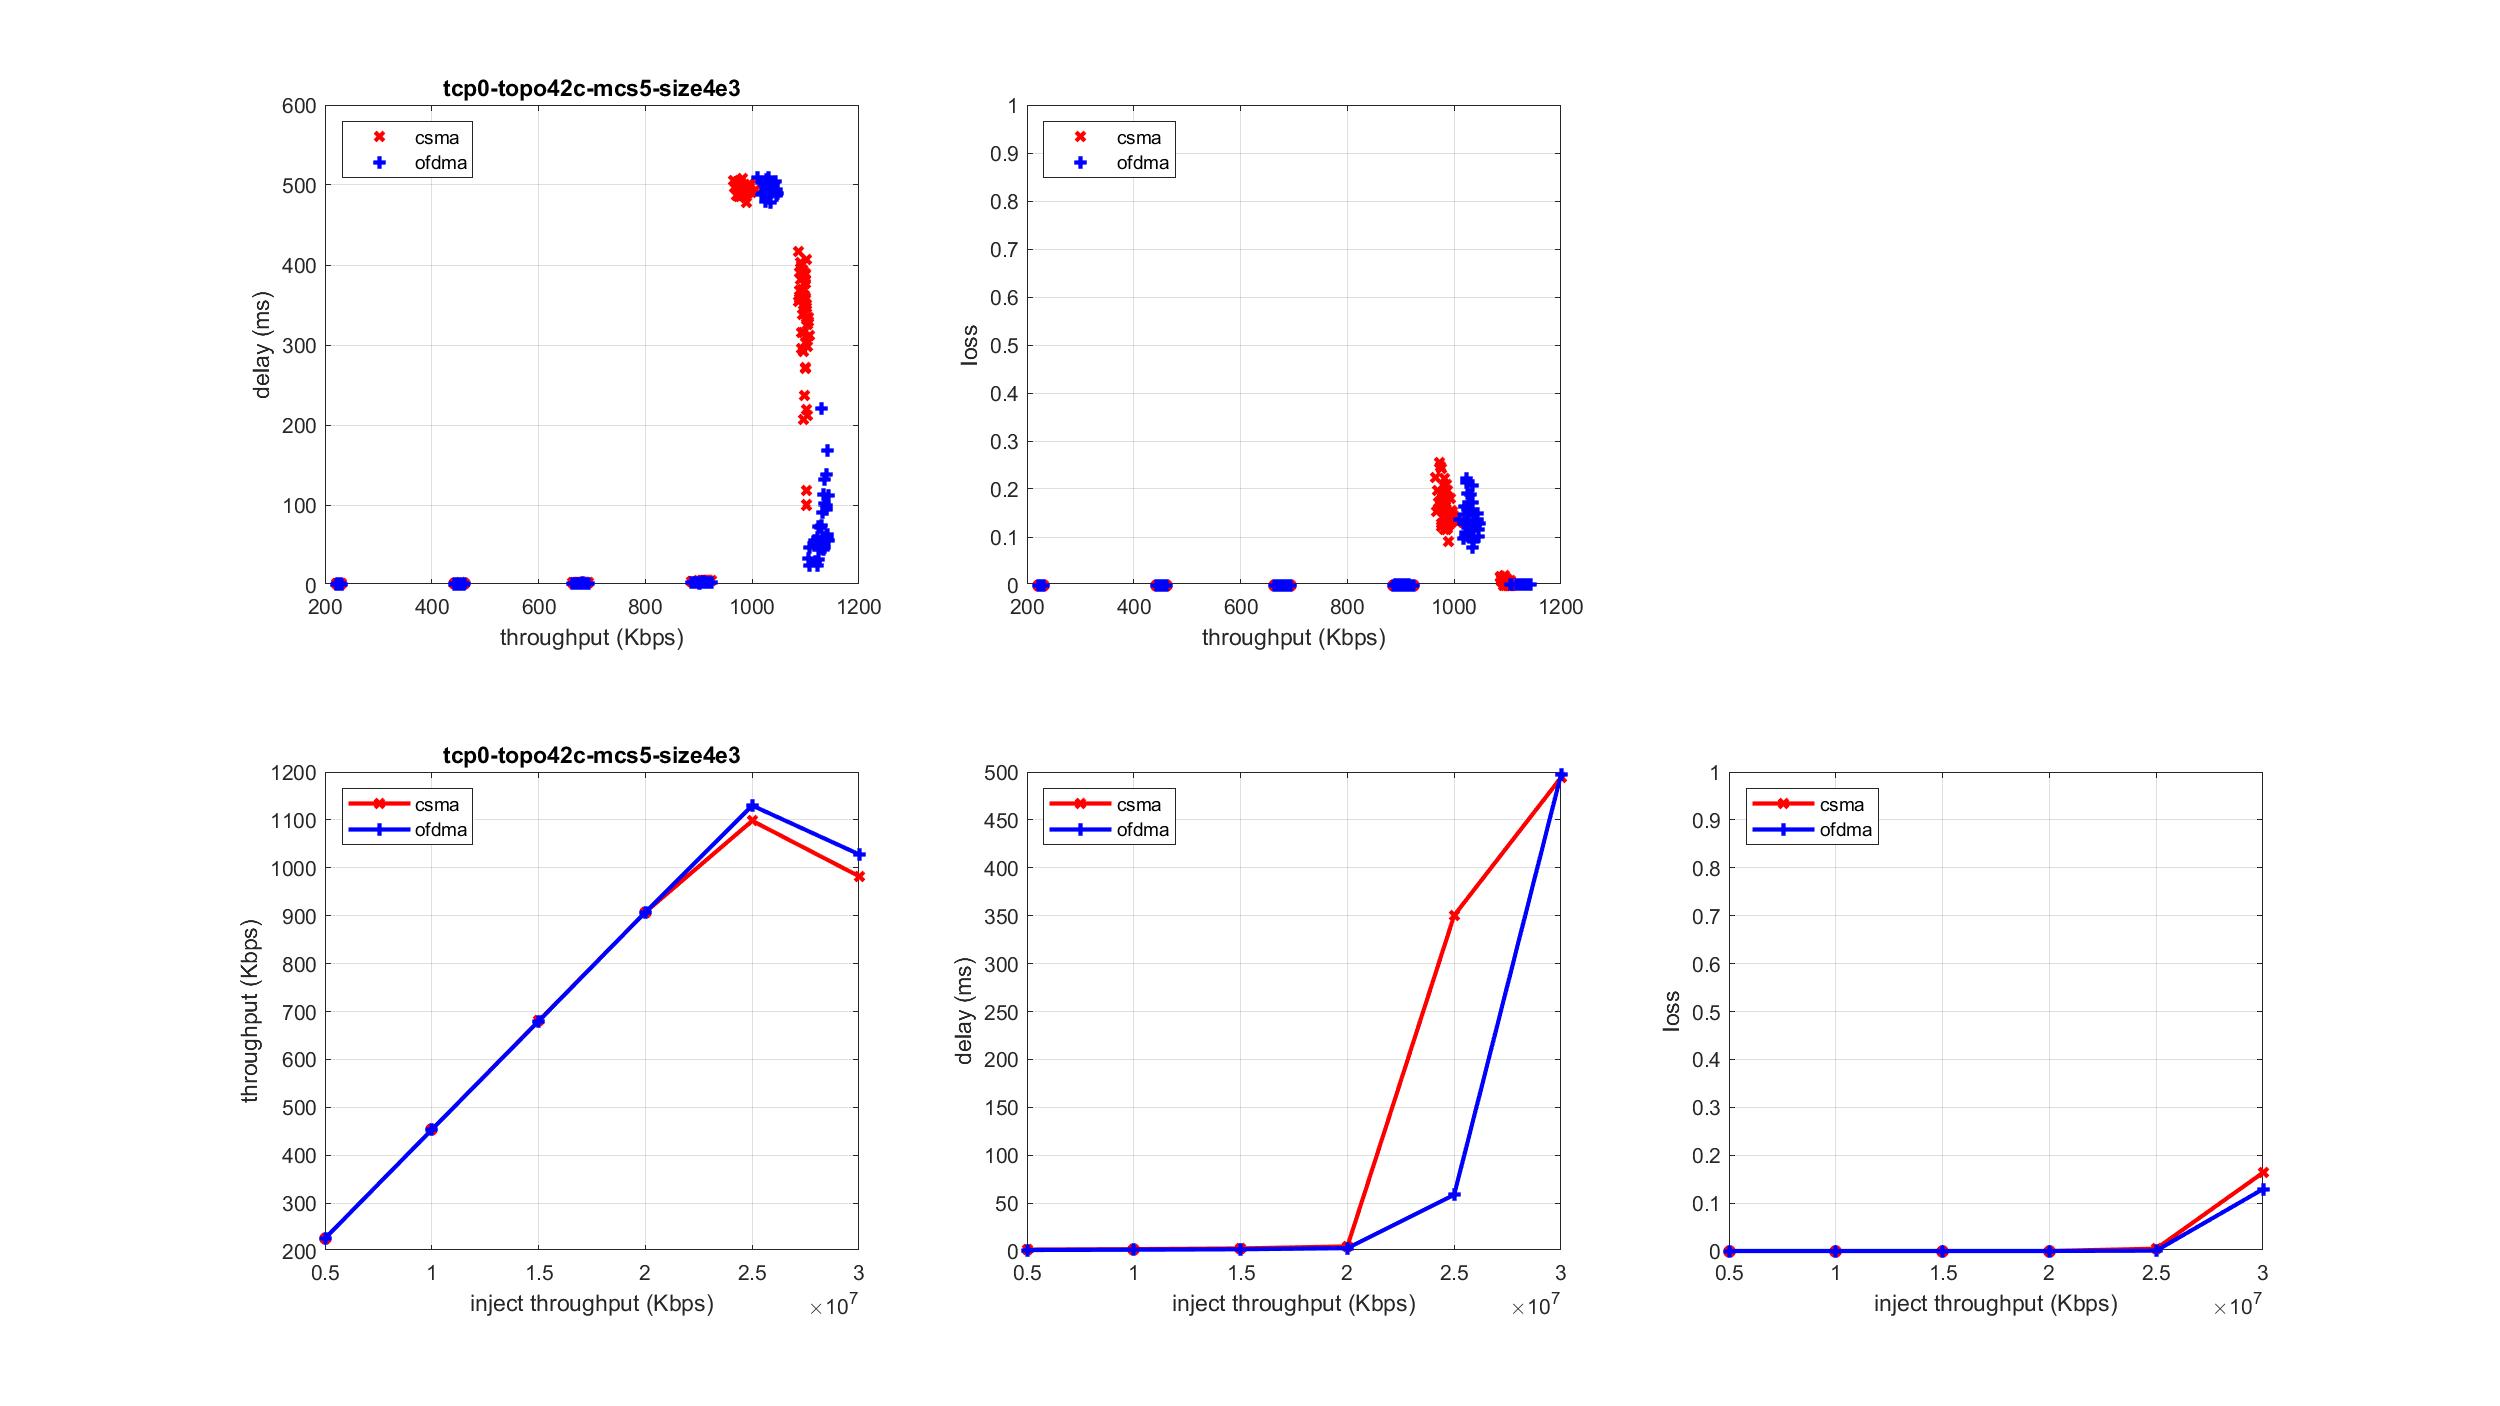 tcp0-topo42c-mcs5-size4e3
600
500
400
300
200
100
0
delay (ms)
csma
ofdma
200 400 600 800 1000 1200
throughput (Kbps)
1
0.9
0.8
0.7
0.6
0.5
0.4
0.3
0.2
0.1
0
loss
csma
ofdma
200 400 600 800 1000 1200
throughput (Kbps)
tcp0-topo42c-mcs5-size4e3
1200
1100
1000
900
800
700
600
500
400
300
200
throughput (Kbps)
csma
ofdma
0.5 1 1.5 2 2.5 3
inject throughput (Kbps)
×10⁷
500
450
400
350
300
250
200
150
100
50
0
delay (ms)
csma
ofdma
0.5 1 1.5 2 2.5 3
inject throughput (Kbps)
×10⁷
1
0.9
0.8
0.7
0.6
0.5
0.4
0.3
0.2
0.1
0
loss
csma
ofdma
0.5 1 1.5 2 2.5 3
inject throughput (Kbps)
×10⁷